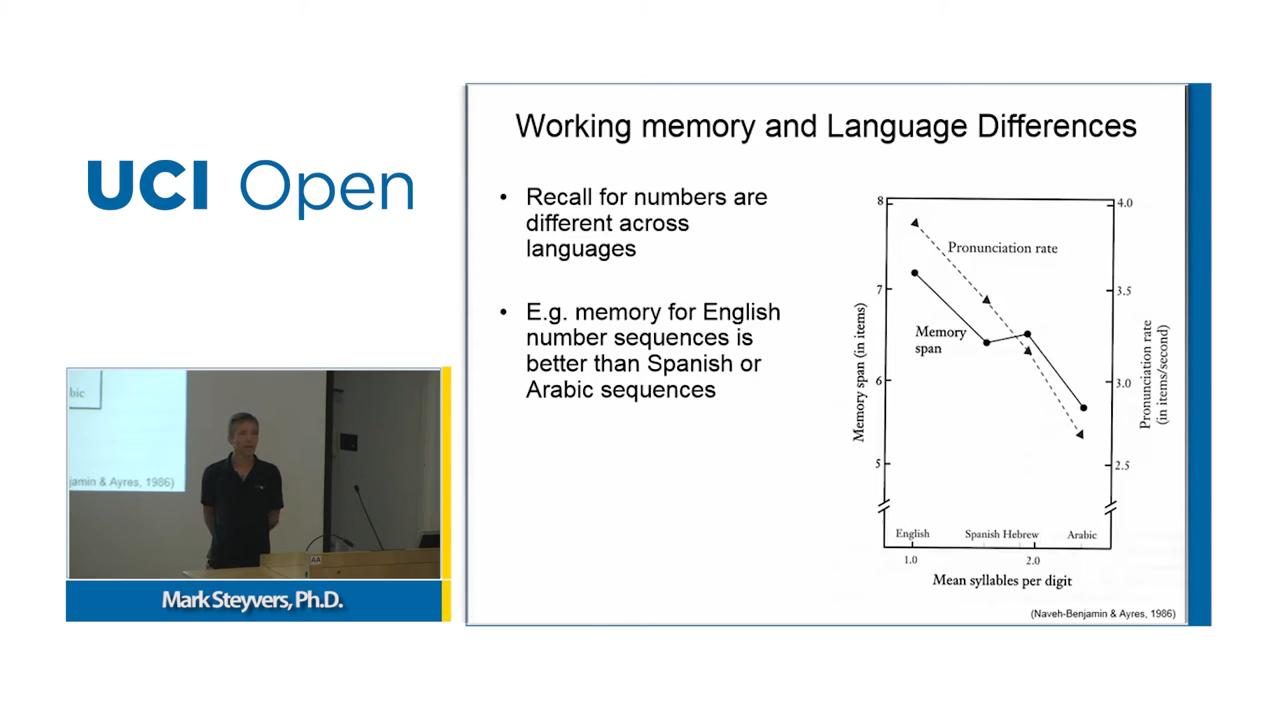 UCI Open
Working memory and Language Differences
• Recall for numbers are
different across
languages
• E.g. memory for English
number sequences is
better than Spanish or
Arabic sequences
8
7
6
5
4.0
3.5
3.0
2.5
Pronunciation rate
Memory
span
Memory span (in items)
Pronunciation rate
(in items/second)
English
Spanish Hebrew
Arabic
1.0
2.0
Mean syllables per digit
(Naveh-Benjamin & Ayres, 1986)
bic
jamin & Ayres, 1986)
AA
Mark Steyvers, Ph.D.